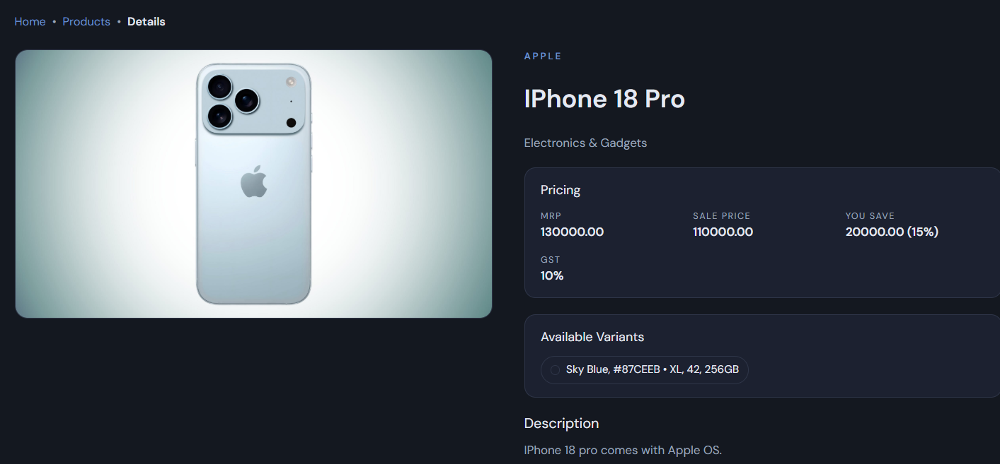 Home • Products • Details
APPLE
IPhone 18 Pro
Electronics & Gadgets
Pricing
MRP SALE PRICE YOU SAVE
130000.00 110000.00 20000.00 (15%)
GST
10%
Available Variants
Sky Blue, #87CEEB • XL, 42, 256GB
Description
IPhone 18 pro comes with Apple OS.